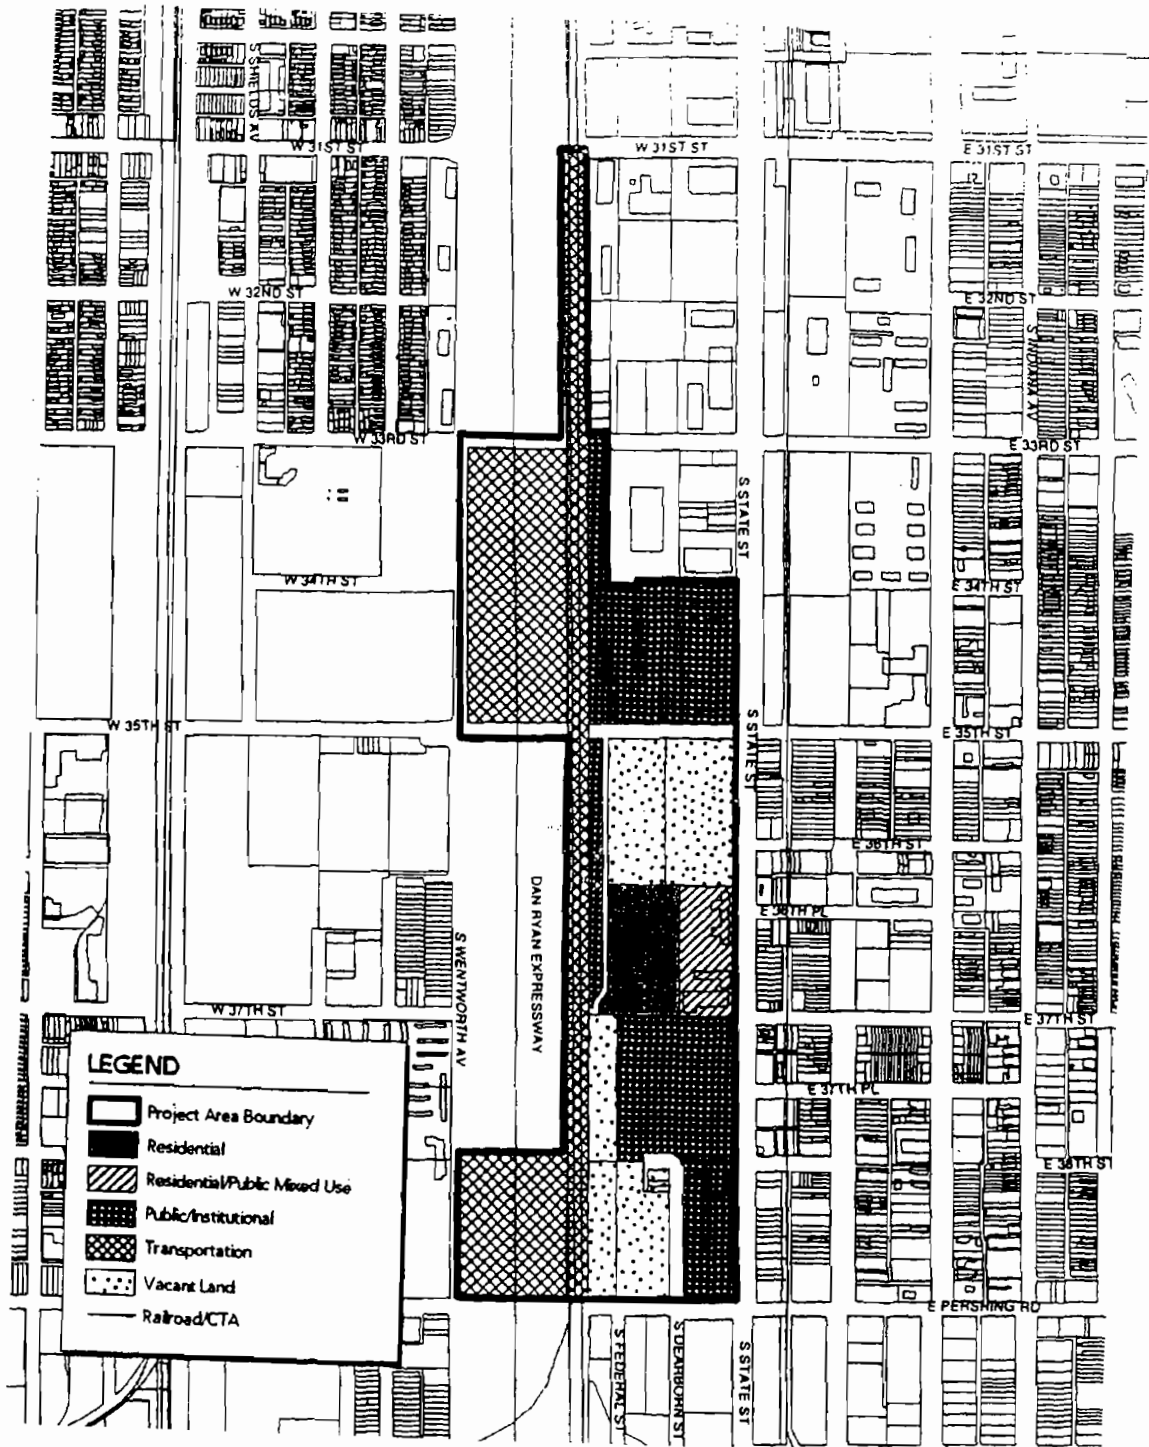 S SHIELDS AV
W 31ST ST
W 31ST ST
E 31ST ST
W 32ND ST
E 32ND ST
S INDIANA AV
W 33RD ST
E 33RD ST
S STATE ST
W 34TH ST
E 34TH ST
W 35TH ST
S STATE ST
E 35TH ST
E 36TH ST
E 36TH PL
DAN RYAN EXPRESSWAY
S WENTWORTH AV
W 37TH ST
E 37TH ST
E 37TH PL
E 38TH ST
LEGEND
Project Area Boundary
Residential
Residential/Public Mixed Use
Public/Institutional
Transportation
Vacant Land
Railroad/CTA
E PERSHING RD
S FEDERAL ST
S DEARBORN ST
S STATE ST